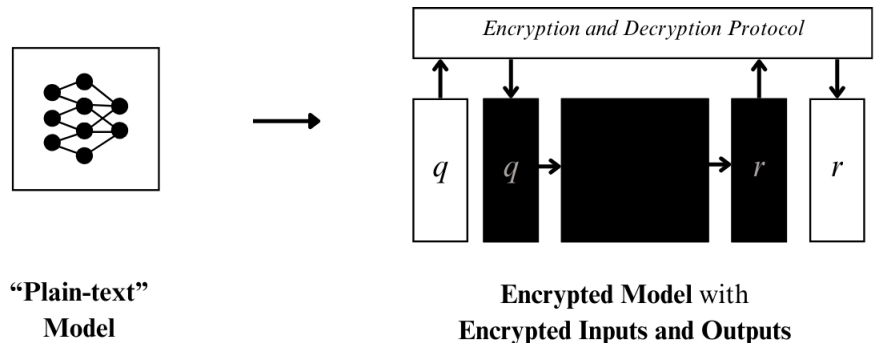 Encryption and Decryption Protocol
q
q
r
r
“Plain-text”
Model
Encrypted Model with
Encrypted Inputs and Outputs